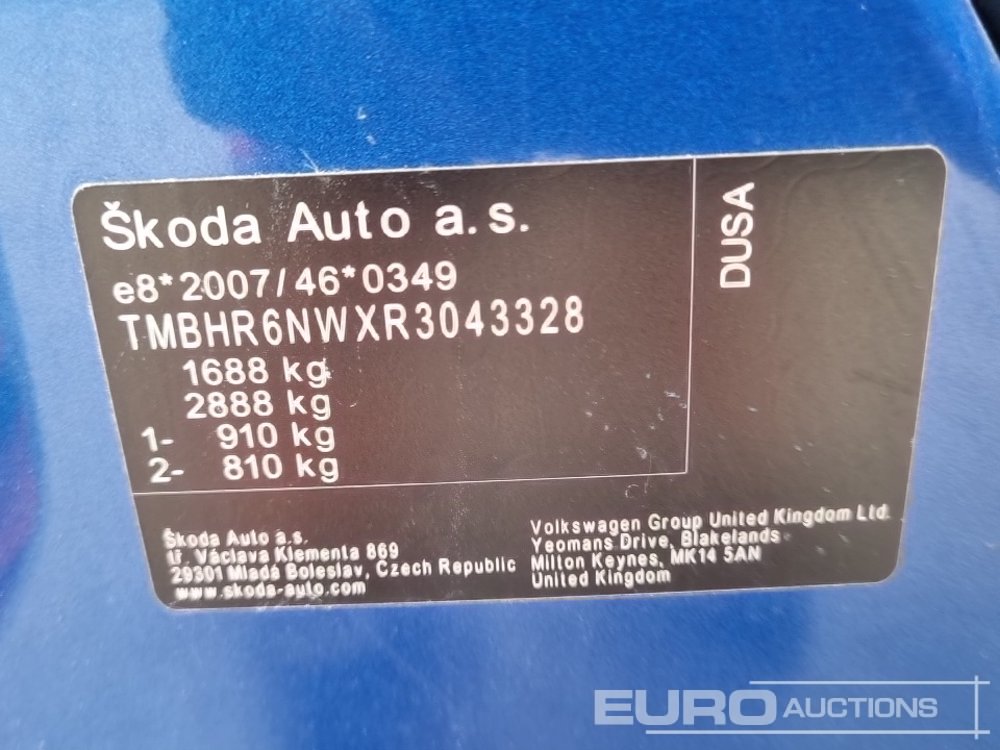 Škoda Auto a.s.
e8*2007/46*0349
TMBHR6NWXR3043328
1688 kg
2888 kg
1- 910 kg
2- 810 kg
DUSA
Škoda Auto a.s.
tř. Václava Klementa 869
29301 Mladá Boleslav, Czech Republic
www.skoda-auto.com
Volkswagen Group United Kingdom Ltd.
Yeomans Drive, Blakelands
Milton Keynes, MK14 5AN
United Kingdom
EURO AUCTIONS